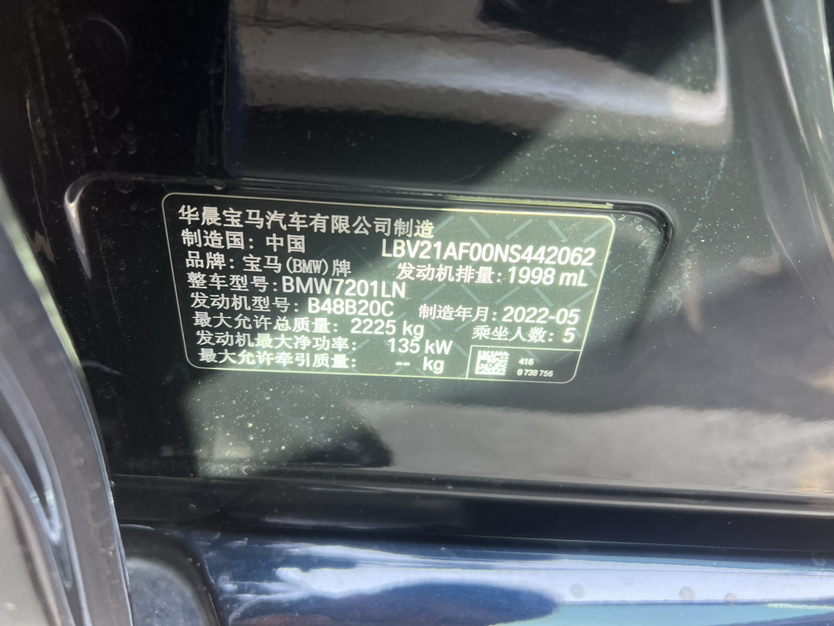 华晨宝马汽车有限公司制造
制造国: 中国 LBV21AF00NS442062
品牌: 宝马(BMW)牌 发动机排量: 1998 mL
整车型号: BMW7201LN
发动机型号: B48B20C 制造年月: 2022-05
最大允许总质量: 2225 kg 乘坐人数: 5
发动机最大净功率: 135 kW
最大允许牵引质量: -- kg
416
8 738 756